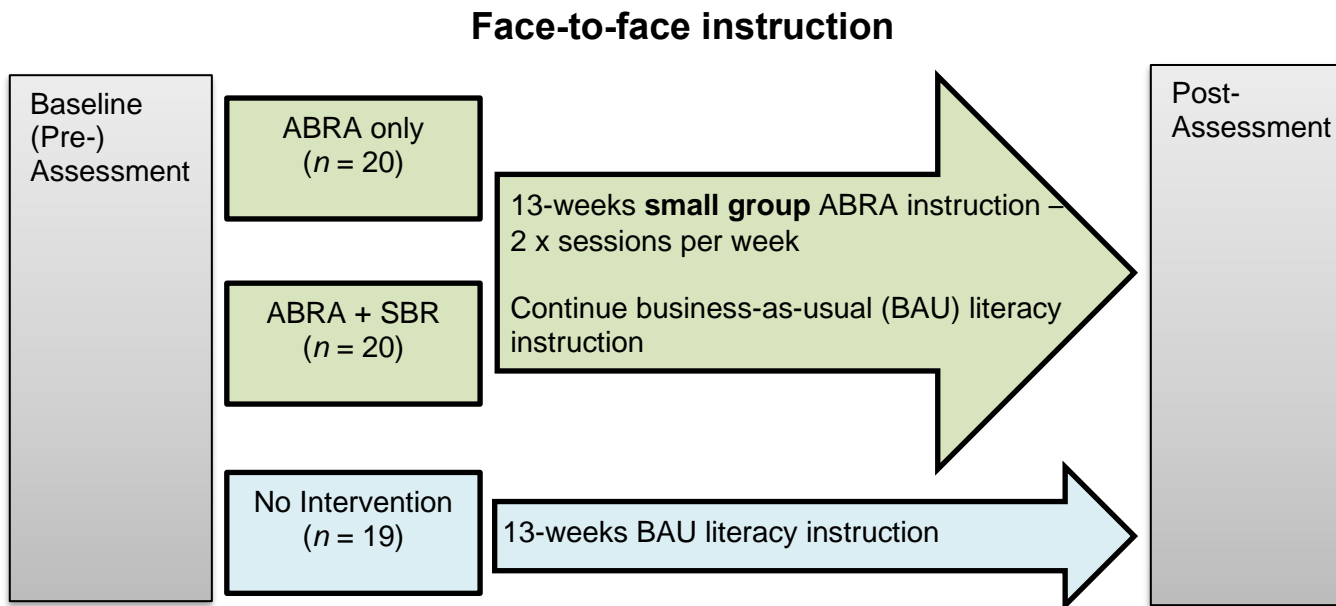 Face-to-face instruction
Baseline
(Pre-)
Assessment
ABRA only
(n = 20)
ABRA + SBR
(n = 20)
No Intervention
(n = 19)
13-weeks small group ABRA instruction –
2 x sessions per week
Continue business-as-usual (BAU) literacy
instruction
13-weeks BAU literacy instruction
Post-
Assessment